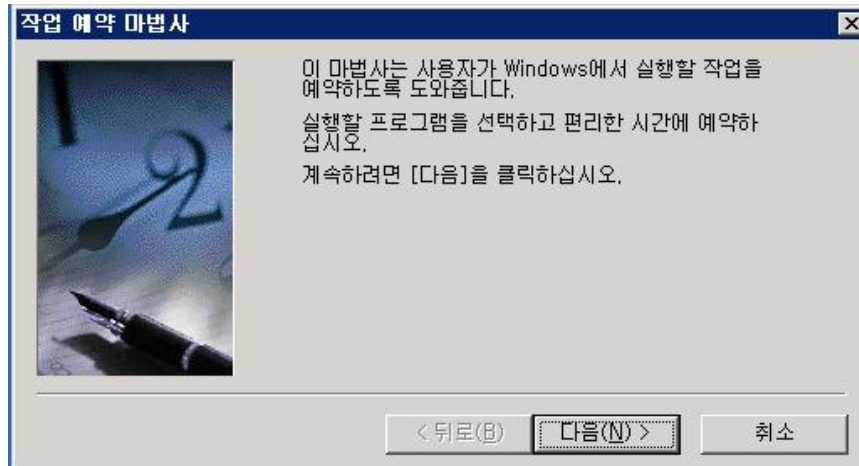 작업 예약 마법사
이 마법사는 사용자가 Windows에서 실행할 작업을
예약하도록 도와줍니다.
실행할 프로그램을 선택하고 편리한 시간에 예약하
십시오.
계속하려면 [다음]을 클릭하십시오.
< 뒤로(B) 다음(N) > 취소